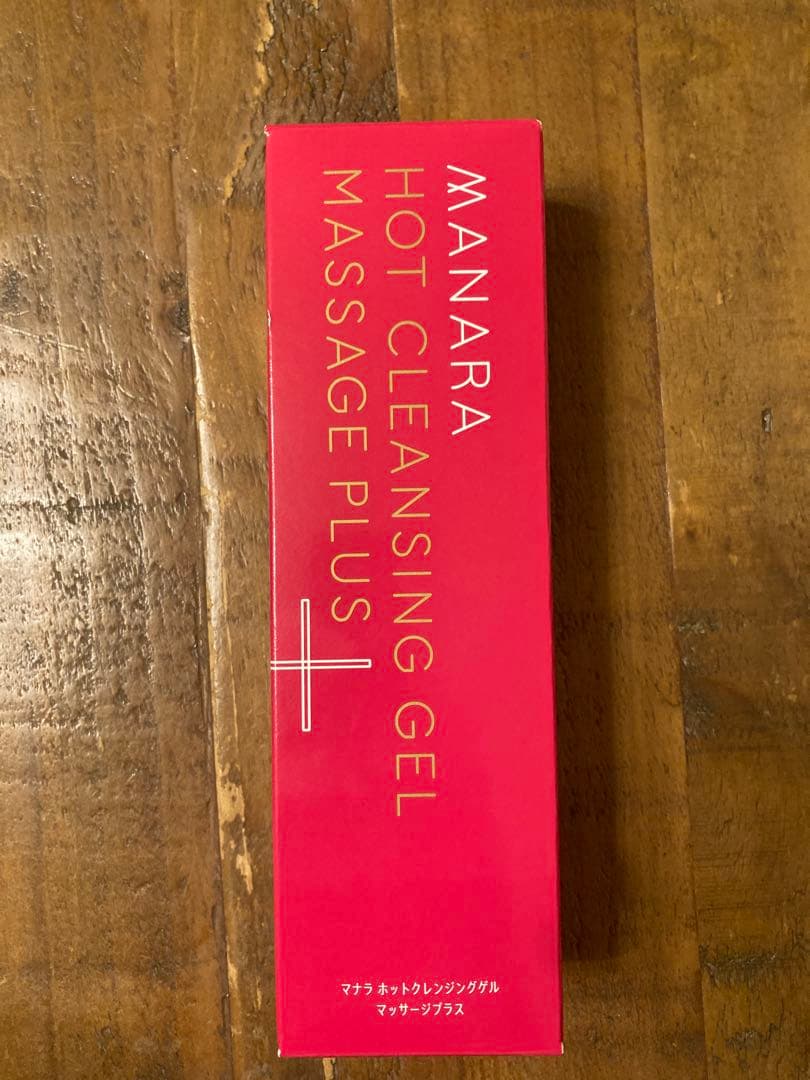 MANARA
HOT CLEANSING GEL
MASSAGE PLUS
マナラ ホットクレンジングゲル
マッサージプラス